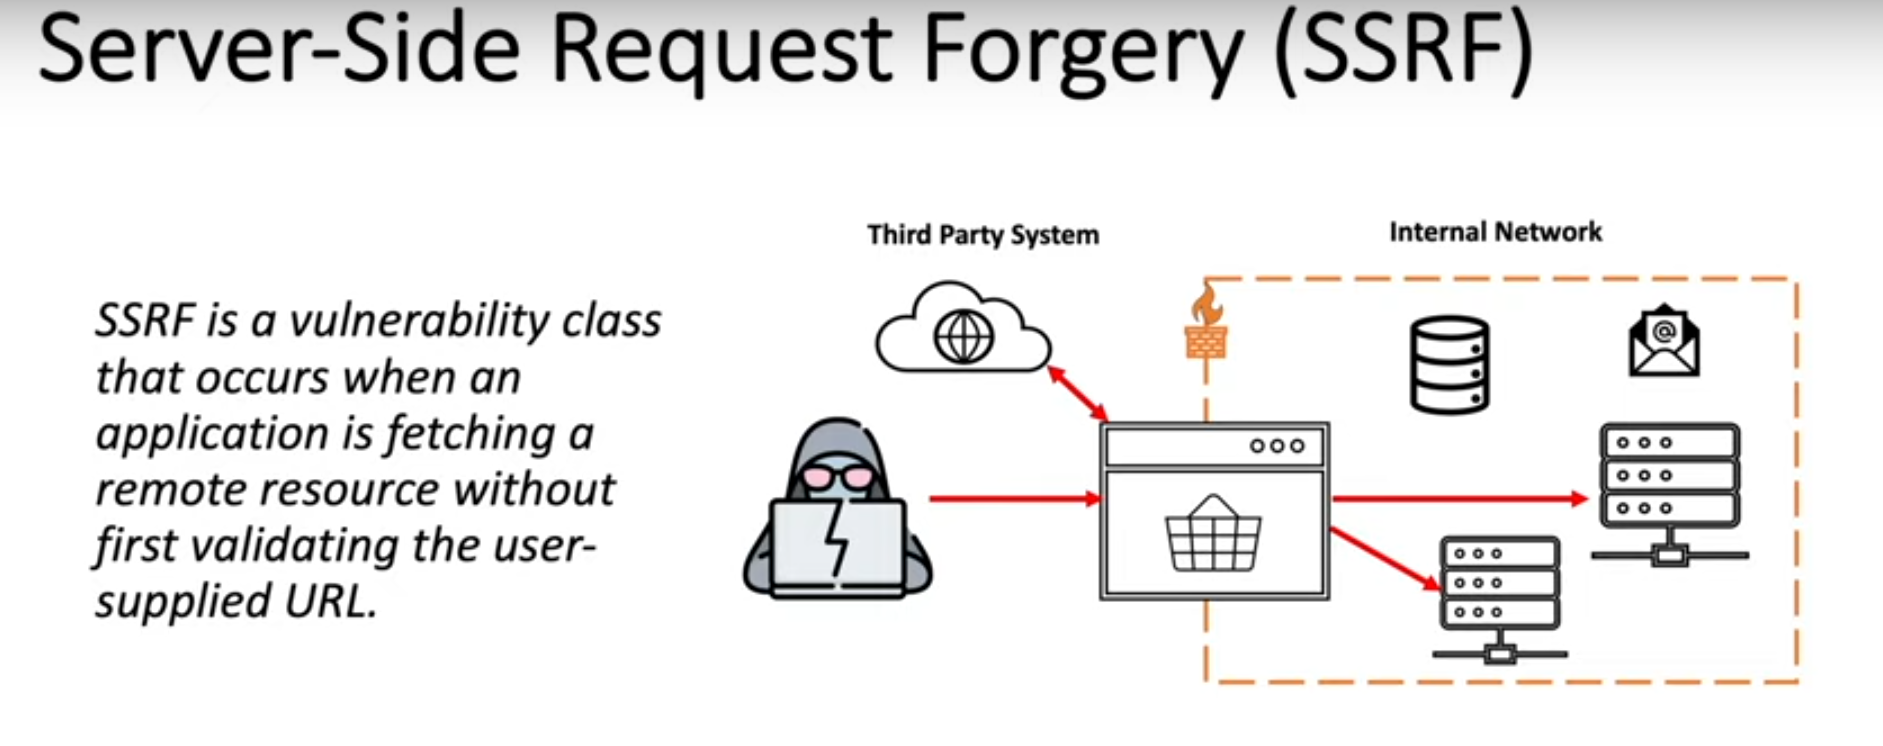 Server-Side Request Forgery (SSRF)
Third Party System
Internal Network
SSRF is a vulnerability class
that occurs when an
application is fetching a
remote resource without
first validating the user-
supplied URL.
@